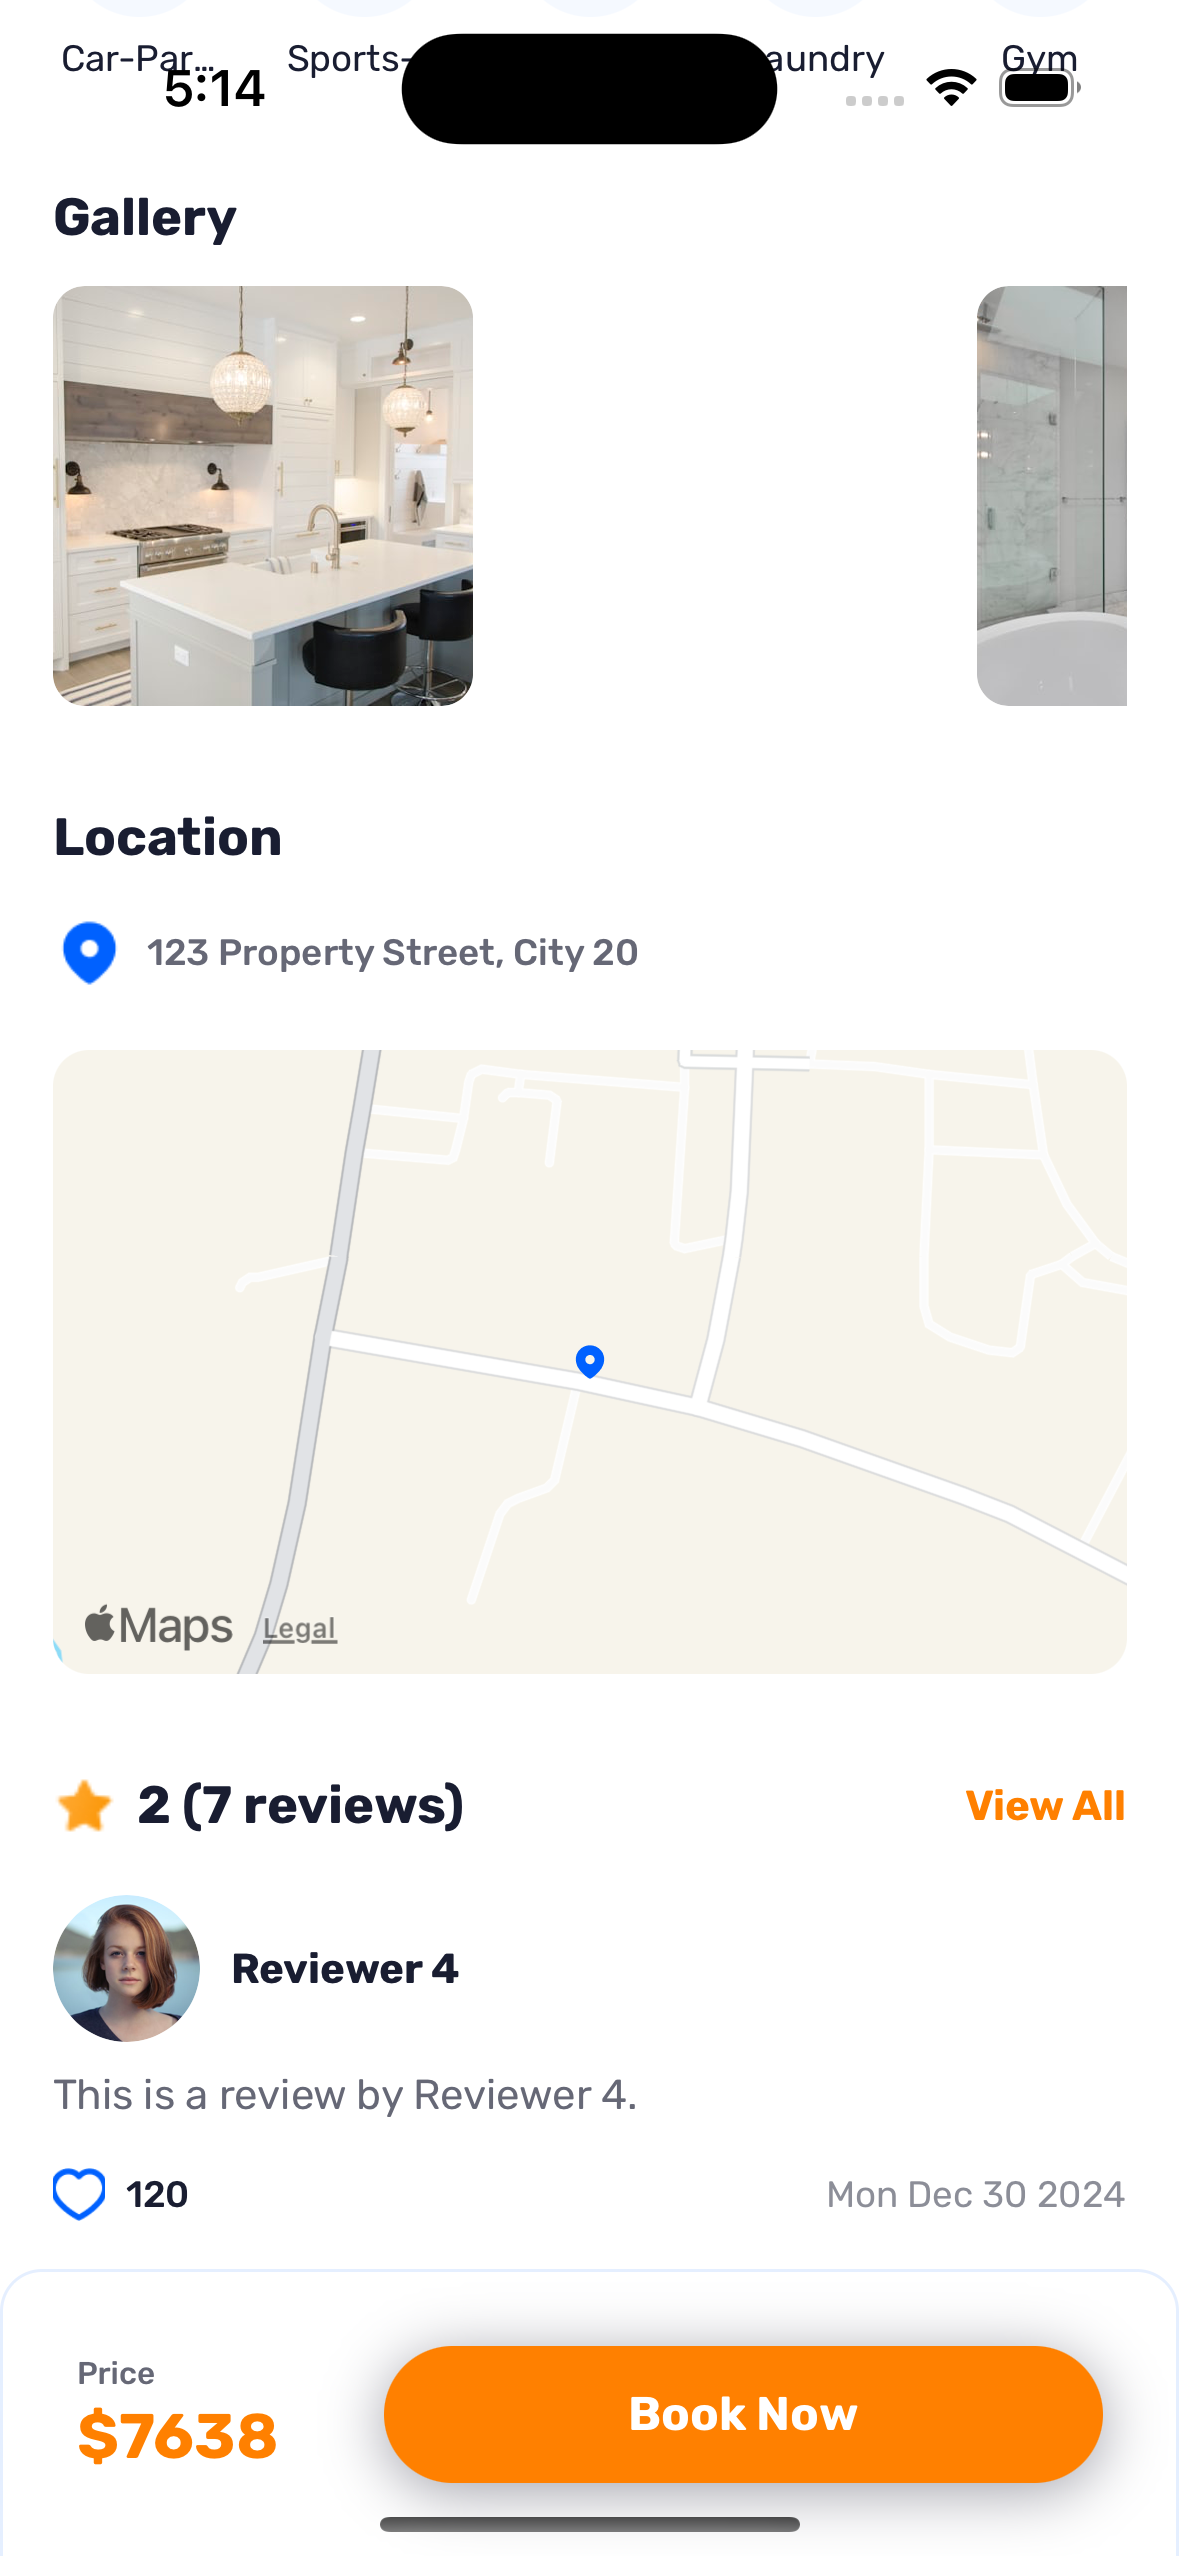 Car-Par...
Sports-
aundry
Gym
5:14
Gallery
Location
123 Property Street, City 20
Maps
Legal
2 (7 reviews)
View All
Reviewer 4
This is a review by Reviewer 4.
120
Mon Dec 30 2024
Price
$7638
Book Now